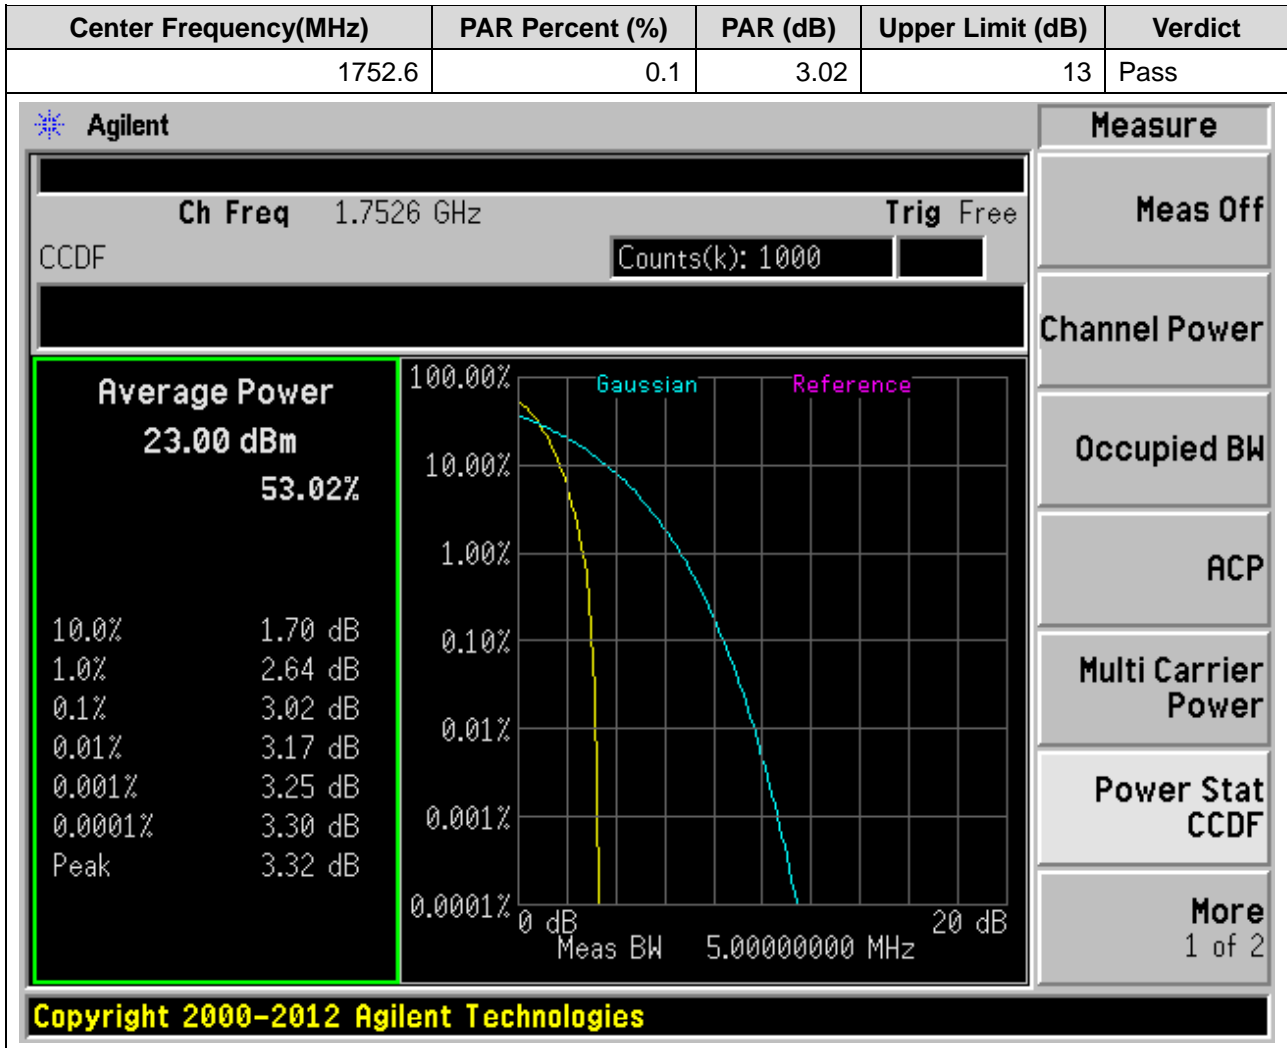 Center Frequency(MHz) PAR Percent (%) PAR (dB) Upper Limit (dB) Verdict
1752.6 0.1 3.02 13 Pass
Agilent
Measure
Ch Freq 1.7526 GHz Trig Free
CCDF Counts(k): 1000
Meas Off
Channel Power
Occupied BW
ACP
Multi Carrier
Power
Power Stat
CCDF
More
1 of 2
Average Power
23.00 dBm
53.02%
10.0% 1.70 dB
1.0% 2.64 dB
0.1% 3.02 dB
0.01% 3.17 dB
0.001% 3.25 dB
0.0001% 3.30 dB
Peak 3.32 dB
Gaussian Reference
100.00%
10.00%
1.00%
0.10%
0.01%
0.001%
0.0001%
0 dB 20 dB
Meas BW 5.00000000 MHz
Copyright 2000-2012 Agilent Technologies